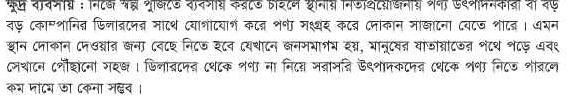 ক্ষুদ্র ব্যবসায় : নিজে স্বল্প পুঁজিতে ব্যবসায় করতে চাইলে স্থানীয় নিত্যপ্রয়োজনীয় পণ্য উৎপাদনকারী বা বড়
বড় কোম্পানির ডিলারদের সাথে যোগাযোগ করে পণ্য সংগ্রহ করে দোকান সাজানো যেতে পারে। এমন
স্থান দোকান দেওয়ার জন্য বেছে নিতে হবে যেখানে জনসমাগম হয়, মানুষের যাতায়াতের পথে পড়ে এবং
সেখানে পৌঁছানো সহজ। ডিলারদের থেকে পণ্য না নিয়ে সরাসরি উৎপাদকদের থেকে পণ্য নিতে পারলে
কম দামে তা কেনা সম্ভব।